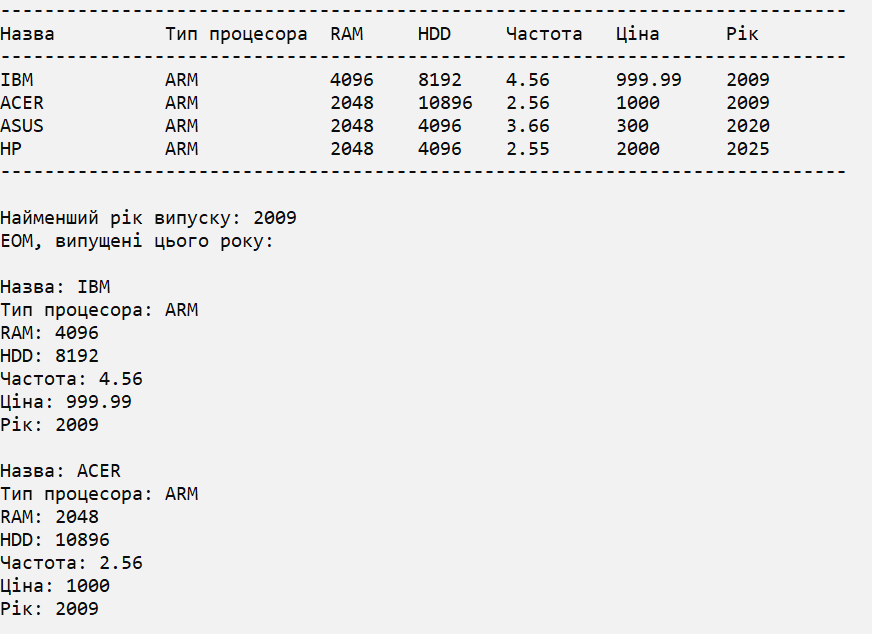 -----------------------------------------------------------------------------
Назва          Тип процесора  RAM     HDD     Частота   Ціна      Рік
-----------------------------------------------------------------------------
IBM            ARM            4096    8192    4.56      999.99    2009
ACER           ARM            2048    10896   2.56      1000      2009
ASUS           ARM            2048    4096    3.66      300       2020
HP             ARM            2048    4096    2.55      2000      2025
-----------------------------------------------------------------------------
Найменший рік випуску: 2009
ЕОМ, випущені цього року:
Назва: IBM
Тип процесора: ARM
RAM: 4096
HDD: 8192
Частота: 4.56
Ціна: 999.99
Рік: 2009
Назва: ACER
Тип процесора: ARM
RAM: 2048
HDD: 10896
Частота: 2.56
Ціна: 1000
Рік: 2009